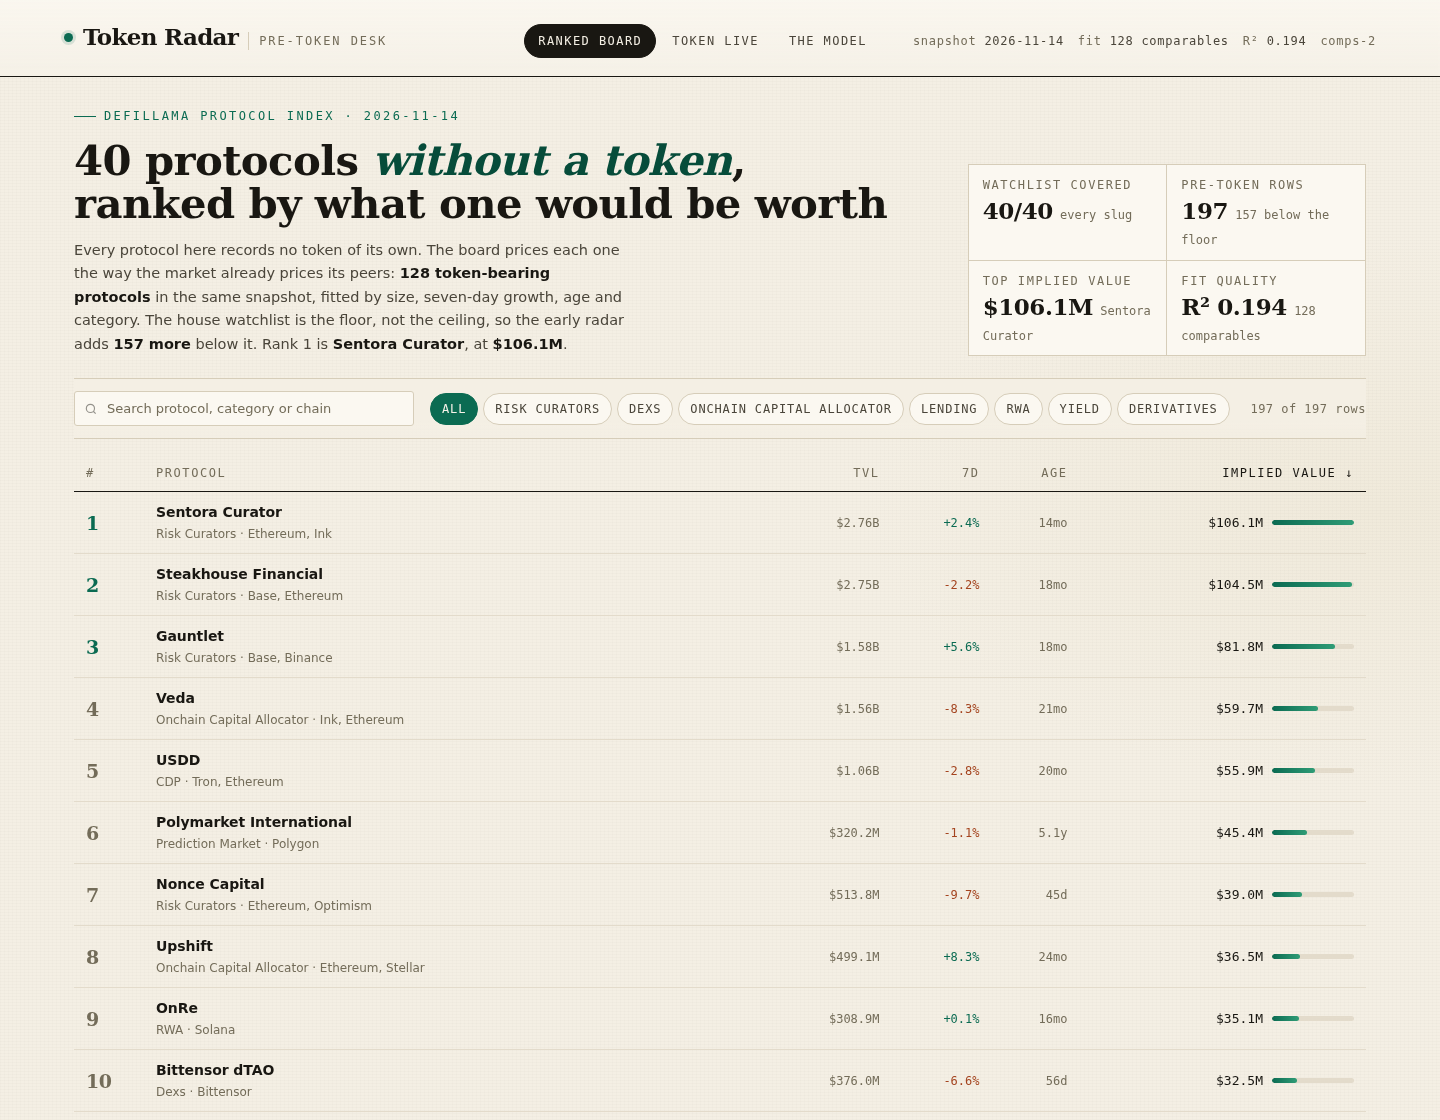 Token Radar
PRE-TOKEN DESK
RANKED BOARD
TOKEN LIVE
THE MODEL
snapshot 2026-11-14 fit 128 comparables R² 0.194 comps-2
DEFILLAMA PROTOCOL INDEX · 2026-11-14
40 protocols without a token,
ranked by what one would be worth
Every protocol here records no token of its own. The board prices each one
the way the market already prices its peers: 128 token-bearing
protocols in the same snapshot, fitted by size, seven-day growth, age and
category. The house watchlist is the floor, not the ceiling, so the early radar
adds 157 more below it. Rank 1 is Sentora Curator, at $106.1M.
WATCHLIST COVERED
40/40 every slug
PRE-TOKEN ROWS
197 157 below the
floor
TOP IMPLIED VALUE
$106.1M Sentora
Curator
FIT QUALITY
R² 0.194 128
comparables
Search protocol, category or chain
ALL
RISK CURATORS
DEXS
ONCHAIN CAPITAL ALLOCATOR
LENDING
RWA
YIELD
DERIVATIVES
197 of 197 rows
# PROTOCOL TVL 7D AGE IMPLIED VALUE ↓
1 Sentora Curator $2.76B +2.4% 14mo $106.1M
Risk Curators · Ethereum, Ink
2 Steakhouse Financial $2.75B -2.2% 18mo $104.5M
Risk Curators · Base, Ethereum
3 Gauntlet $1.58B +5.6% 18mo $81.8M
Risk Curators · Base, Binance
4 Veda $1.56B -8.3% 21mo $59.7M
Onchain Capital Allocator · Ink, Ethereum
5 USDD $1.06B -2.8% 20mo $55.9M
CDP · Tron, Ethereum
6 Polymarket International $320.2M -1.1% 5.1y $45.4M
Prediction Market · Polygon
7 Nonce Capital $513.8M -9.7% 45d $39.0M
Risk Curators · Ethereum, Optimism
8 Upshift $499.1M +8.3% 24mo $36.5M
Onchain Capital Allocator · Ethereum, Stellar
9 OnRe $308.9M +0.1% 16mo $35.1M
RWA · Solana
10 Bittensor dTAO $376.0M -6.6% 56d $32.5M
Dexs · Bittensor